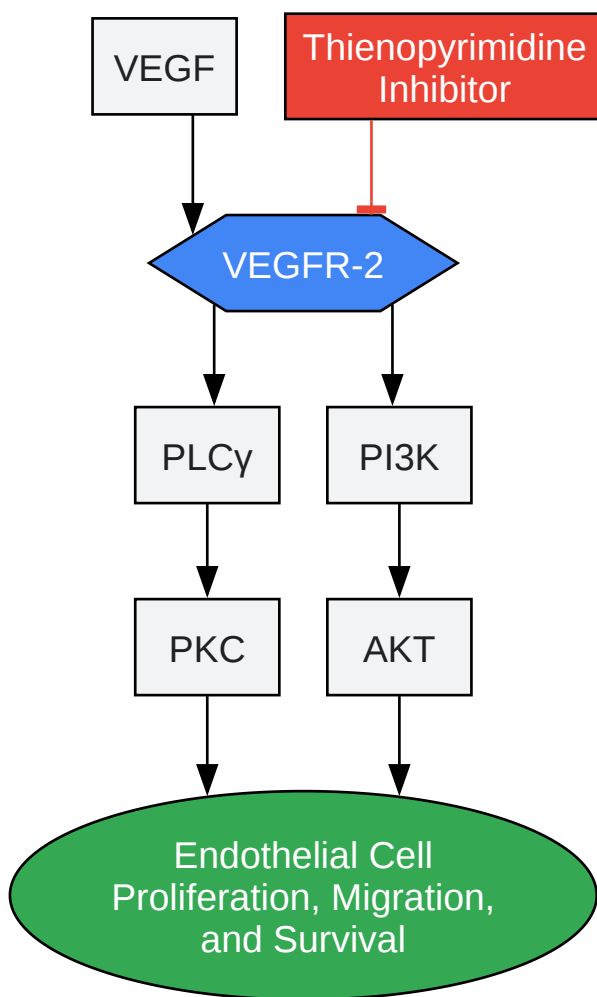 VEGF
Thienopyrimidine
Inhibitor
VEGFR-2
PLCγ
PI3K
PKC
AKT
Endothelial Cell
Proliferation, Migration,
and Survival